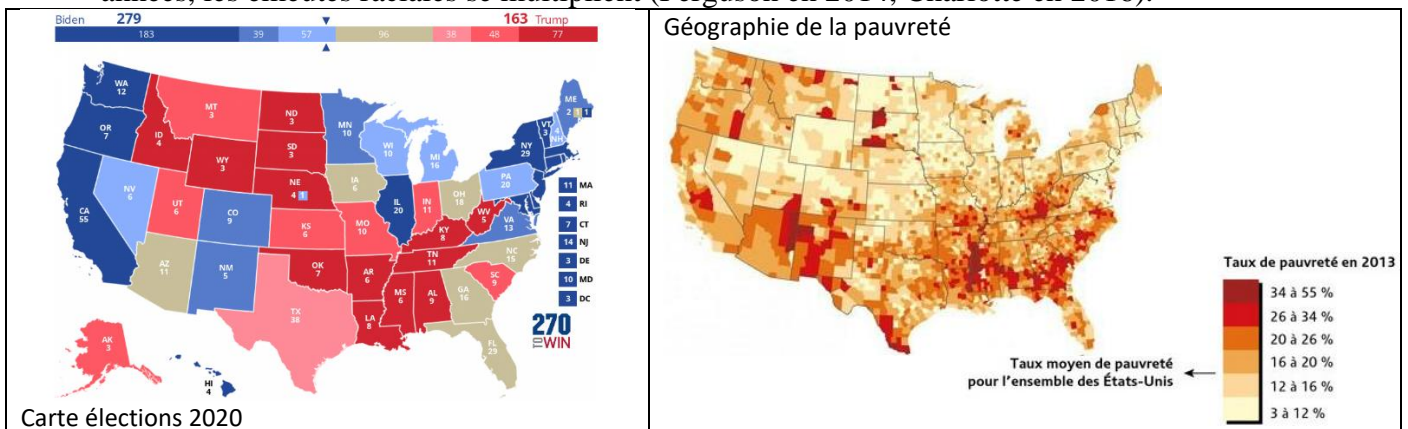 années, les émeutes raciales se multiplient (Ferguson en 2014, Charlotte en 2016).
Biden 279
163 Trump
183 39 57 96 38 48 77
WA
12
OR
7
CA
55
NV
6
ID
4
MT
3
WY
3
UT
6
AZ
11
CO
9
NM
5
ND
3
SD
3
NE
4 1
KS
6
OK
7
TX
38
MN
10
IA
6
MO
10
AR
6
LA
8
WI
10
IL
20
MI
16
IN
11
OH
18
KY
8
TN
11
MS
6
AL
9
GA
16
FL
29
SC
9
NC
15
VA
13
WV
5
PA
20
NY
29
VT
3
4
NH
ME
2 1 1
11 MA
4 RI
7 CT
14 NJ
3 DE
10 MD
3 DC
AK
3
HI
4
270
TO WIN
Carte élections 2020
Géographie de la pauvreté
Taux de pauvreté en 2013
34 à 55 %
26 à 34 %
20 à 26 %
16 à 20 %
12 à 16 %
3 à 12 %
Taux moyen de pauvreté
pour l'ensemble des États-Unis